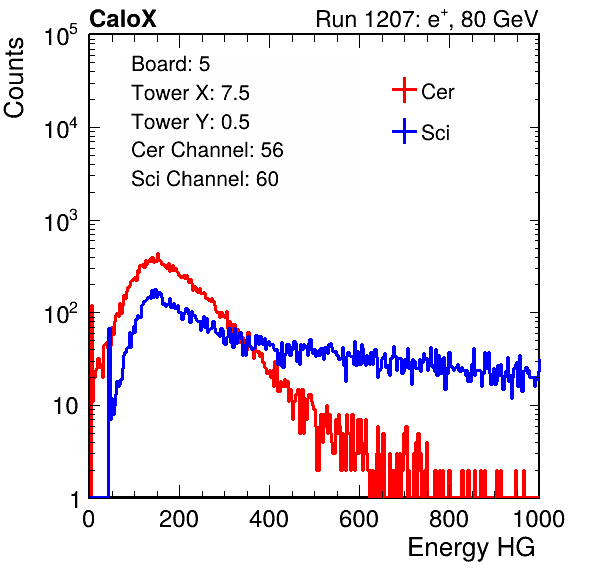 CaloX Run 1207: e⁺, 80 GeV
Counts
10⁵
10⁴
10³
10²
10
1
Board: 5
Tower X: 7.5
Tower Y: 0.5
Cer Channel: 56
Sci Channel: 60
Cer
Sci
0 200 400 600 800 1000
Energy HG